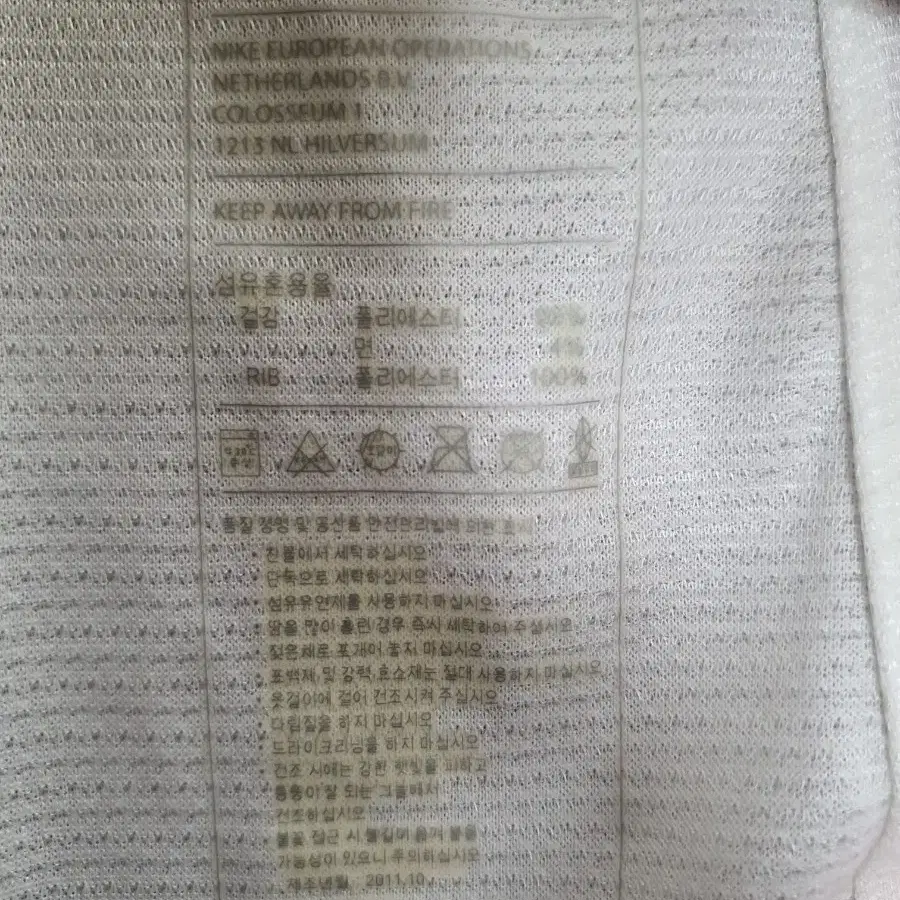 NIKE EUROPEAN OPERATIONS
NETHERLANDS B.V.
COLOSSEUM 1
1213 NL HILVERSUM
KEEP AWAY FROM FIRE
섬유혼용율
겉감 폴리에스터 96%
면 4%
RIB 폴리에스터 100%
약 30℃ 중성
품질경영 및 공산품 안전관리법에 의한 표시
찬물에서 세탁하십시오
단독으로 세탁하십시오
섬유유연제를 사용하지 마십시오
땀을 많이 흘린 경우 즉시 세탁하여 주십시오
젖은채로 포개어 놓지 마십시오
표백제 및 강력 효소제는 절대 사용하지 마십시오
옷걸이에 걸어 건조시켜 주십시오
다림질을 하지 마십시오
드라이크리닝을 하지 마십시오
건조 시에는 강한 햇빛을 피하고
통풍이 잘 되는 그늘에서
건조하십시오
불꽃 접근 시 불길이 옮겨 붙을
가능성이 있으니 주의하십시오
제조년월 2011.10